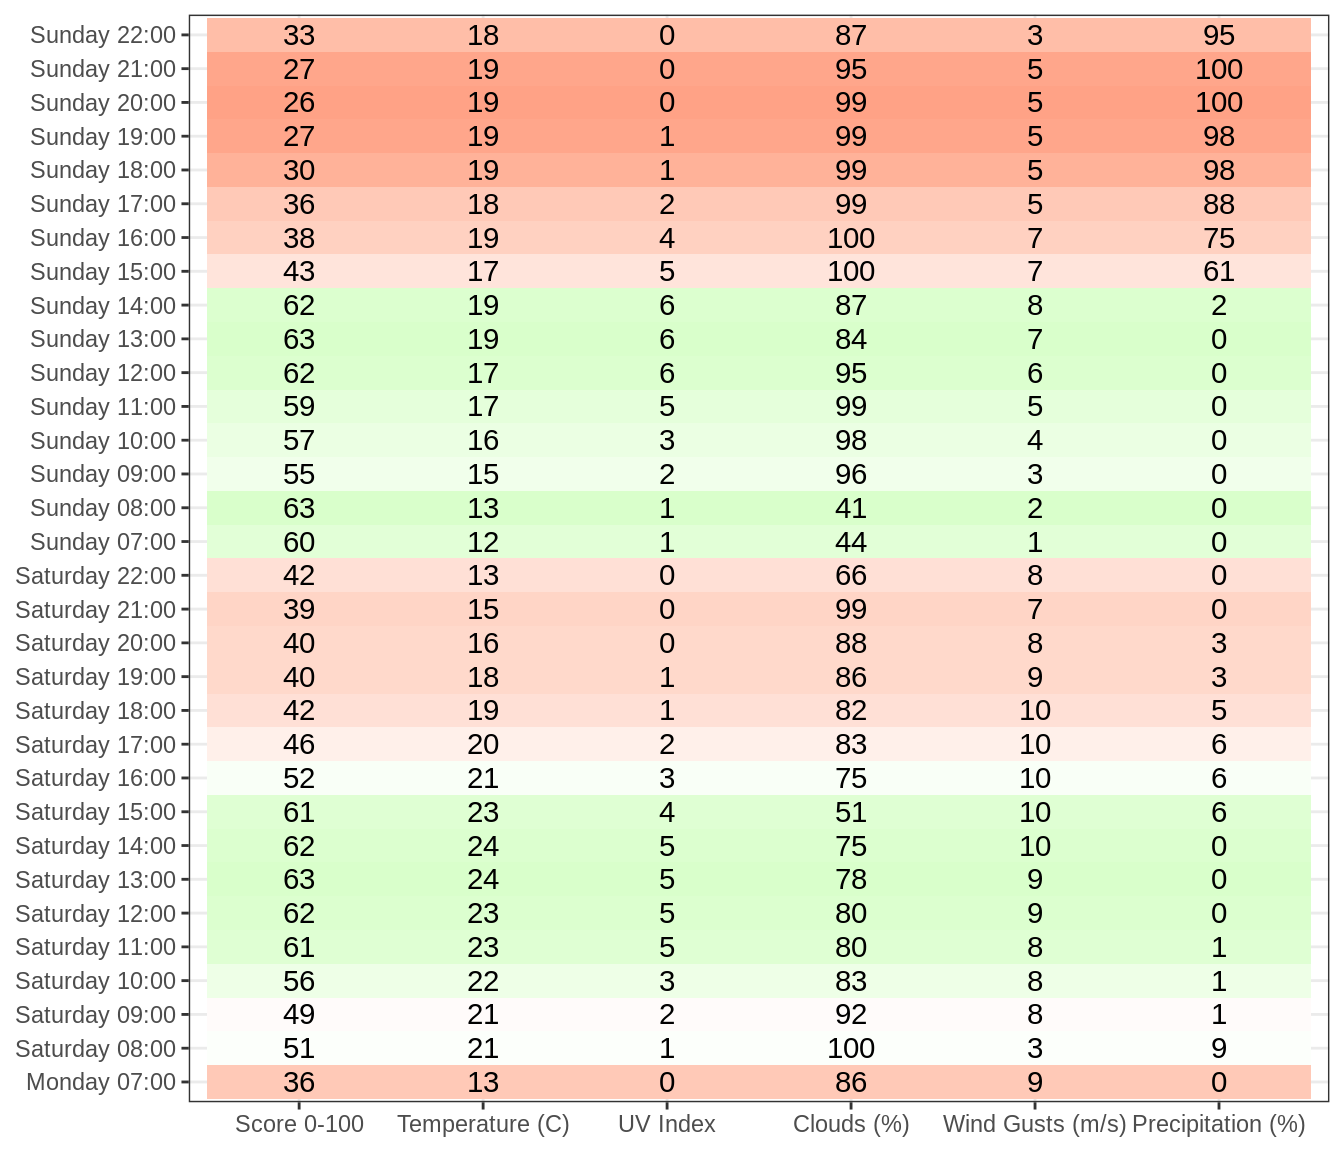 Sunday 22:00 33 18 0 87 3 95
Sunday 21:00 27 19 0 95 5 100
Sunday 20:00 26 19 0 99 5 100
Sunday 19:00 27 19 1 99 5 98
Sunday 18:00 30 19 1 99 5 98
Sunday 17:00 36 18 2 99 5 88
Sunday 16:00 38 19 4 100 7 75
Sunday 15:00 43 17 5 100 7 61
Sunday 14:00 62 19 6 87 8 2
Sunday 13:00 63 19 6 84 7 0
Sunday 12:00 62 17 6 95 6 0
Sunday 11:00 59 17 5 99 5 0
Sunday 10:00 57 16 3 98 4 0
Sunday 09:00 55 15 2 96 3 0
Sunday 08:00 63 13 1 41 2 0
Sunday 07:00 60 12 1 44 1 0
Saturday 22:00 42 13 0 66 8 0
Saturday 21:00 39 15 0 99 7 0
Saturday 20:00 40 16 0 88 8 3
Saturday 19:00 40 18 1 86 9 3
Saturday 18:00 42 19 1 82 10 5
Saturday 17:00 46 20 2 83 10 6
Saturday 16:00 52 21 3 75 10 6
Saturday 15:00 61 23 4 51 10 6
Saturday 14:00 62 24 5 75 10 0
Saturday 13:00 63 24 5 78 9 0
Saturday 12:00 62 23 5 80 9 0
Saturday 11:00 61 23 5 80 8 1
Saturday 10:00 56 22 3 83 8 1
Saturday 09:00 49 21 2 92 8 1
Saturday 08:00 51 21 1 100 3 9
Monday 07:00 36 13 0 86 9 0
Score 0-100 Temperature (C) UV Index Clouds (%) Wind Gusts (m/s) Precipitation (%)